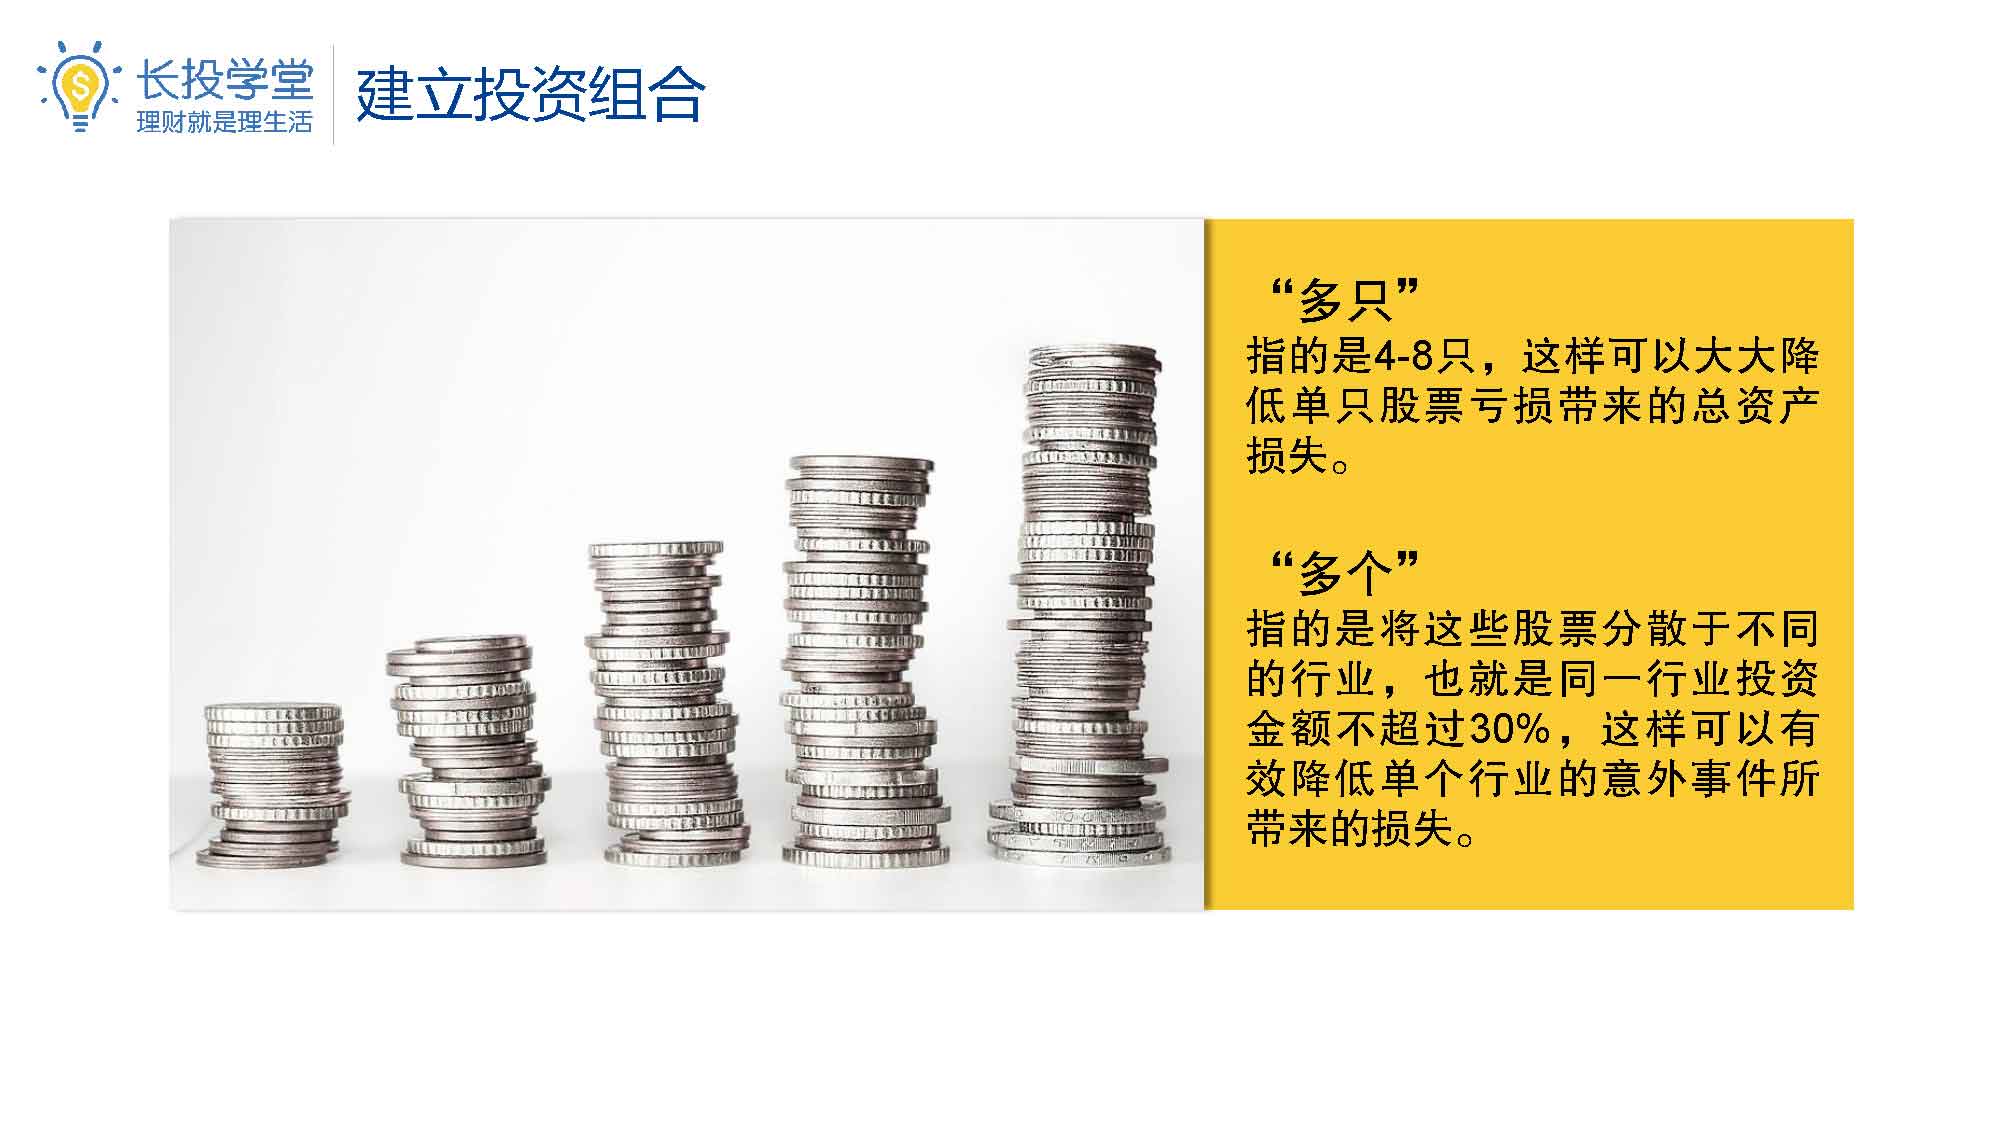 长投学堂
理财就是理生活
建立投资组合
“多只”
指的是4-8只，这样可以大大降
低单只股票亏损带来的总资产
损失。
“多个”
指的是将这些股票分散于不同
的行业，也就是同一行业投资
金额不超过30%，这样可以有
效降低单个行业的意外事件所
带来的损失。